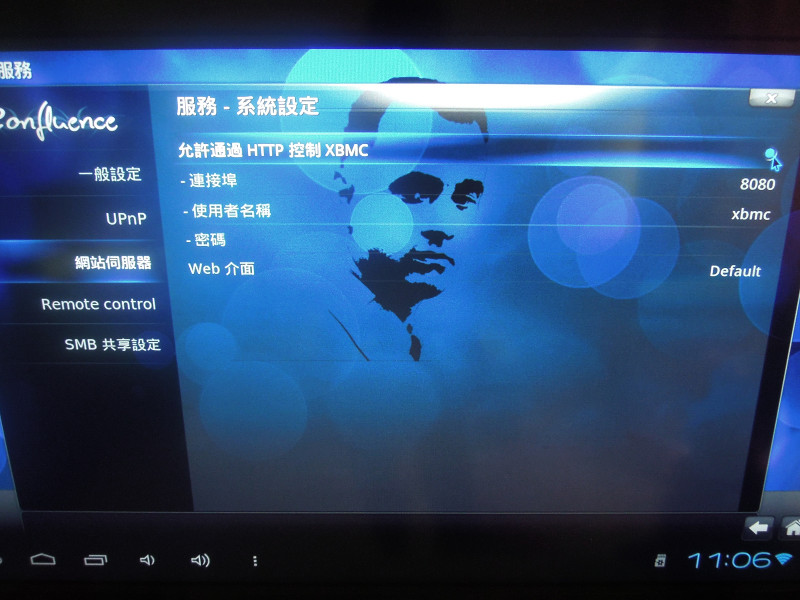 服務
Confluence
服務 - 系統設定
允許通過 HTTP 控制 XBMC
- 連接埠 8080
- 使用者名稱 xbmc
- 密碼
Web 介面 Default
一般設定
UPnP
網站伺服器
Remote control
SMB 共享設定
11:06